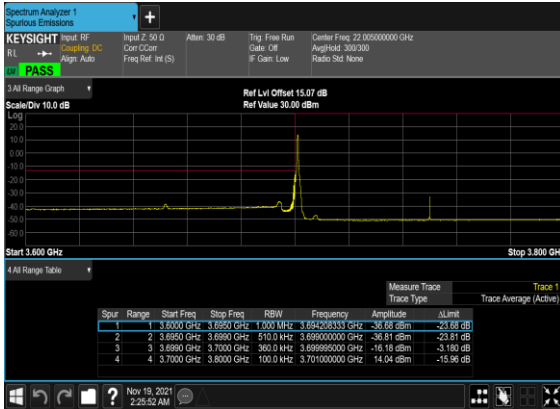 Spectrum Analyzer 1
Spurious Emissions
KEYSIGHT Input: RF Input Z: 50 Ω Atten: 30 dB Trig: Free Run Center Freq: 22.005000000 GHz
RL Coupling: DC Corr CCorr Gate: Off Avg|Hold: 300/300
Align: Auto Freq Ref: Int (S) IF Gain: Low Radio Std: None
PASS
3 All Range Graph
Ref Lvl Offset 15.07 dB
Scale/Div 10.0 dB Ref Value 30.00 dBm
Log
20.0
10.0
0.00
-10.0
-20.0
-30.0
-40.0
-50.0
-60.0
Start 3.600 GHz Stop 3.800 GH
4 All Range Table
Measure Trace Trace 1
Trace Type Trace Average (Active)
Spur Range Start Freq Stop Freq RBW Frequency Amplitude ΔLimit
1 1 3.6000 GHz 3.6950 GHz 1.000 MHz 3.694208333 GHz -36.68 dBm -23.68 dB
2 2 3.6950 GHz 3.6990 GHz 510.0 kHz 3.699000000 GHz -36.81 dBm -23.81 dB
3 3 3.6990 GHz 3.7000 GHz 360.0 kHz 3.699995000 GHz -16.18 dBm -3.180 dB
4 4 3.7000 GHz 3.8000 GHz 100.0 kHz 3.701000000 GHz 14.04 dBm -15.96 dB
Nov 19, 2021
2:25:52 AM